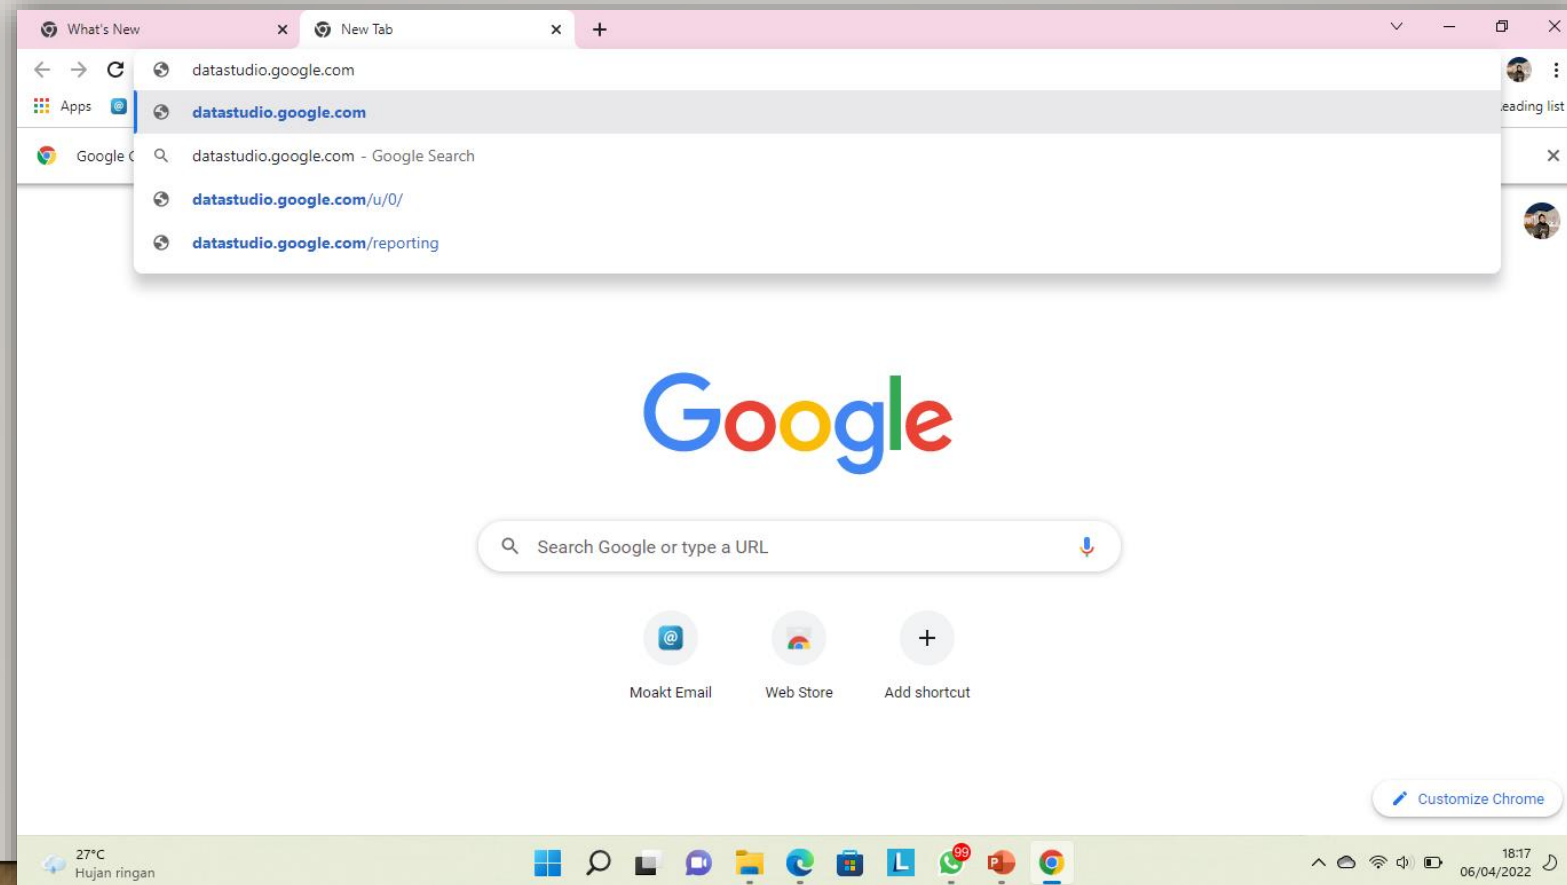 What's New
New Tab
datastudio.google.com
Apps
datastudio.google.com
eading list
Google
datastudio.google.com - Google Search
datastudio.google.com/u/0/
datastudio.google.com/reporting
Google
Search Google or type a URL
Moakt Email
Web Store
Add shortcut
Customize Chrome
27°C
Hujan ringan
99
18:17
06/04/2022